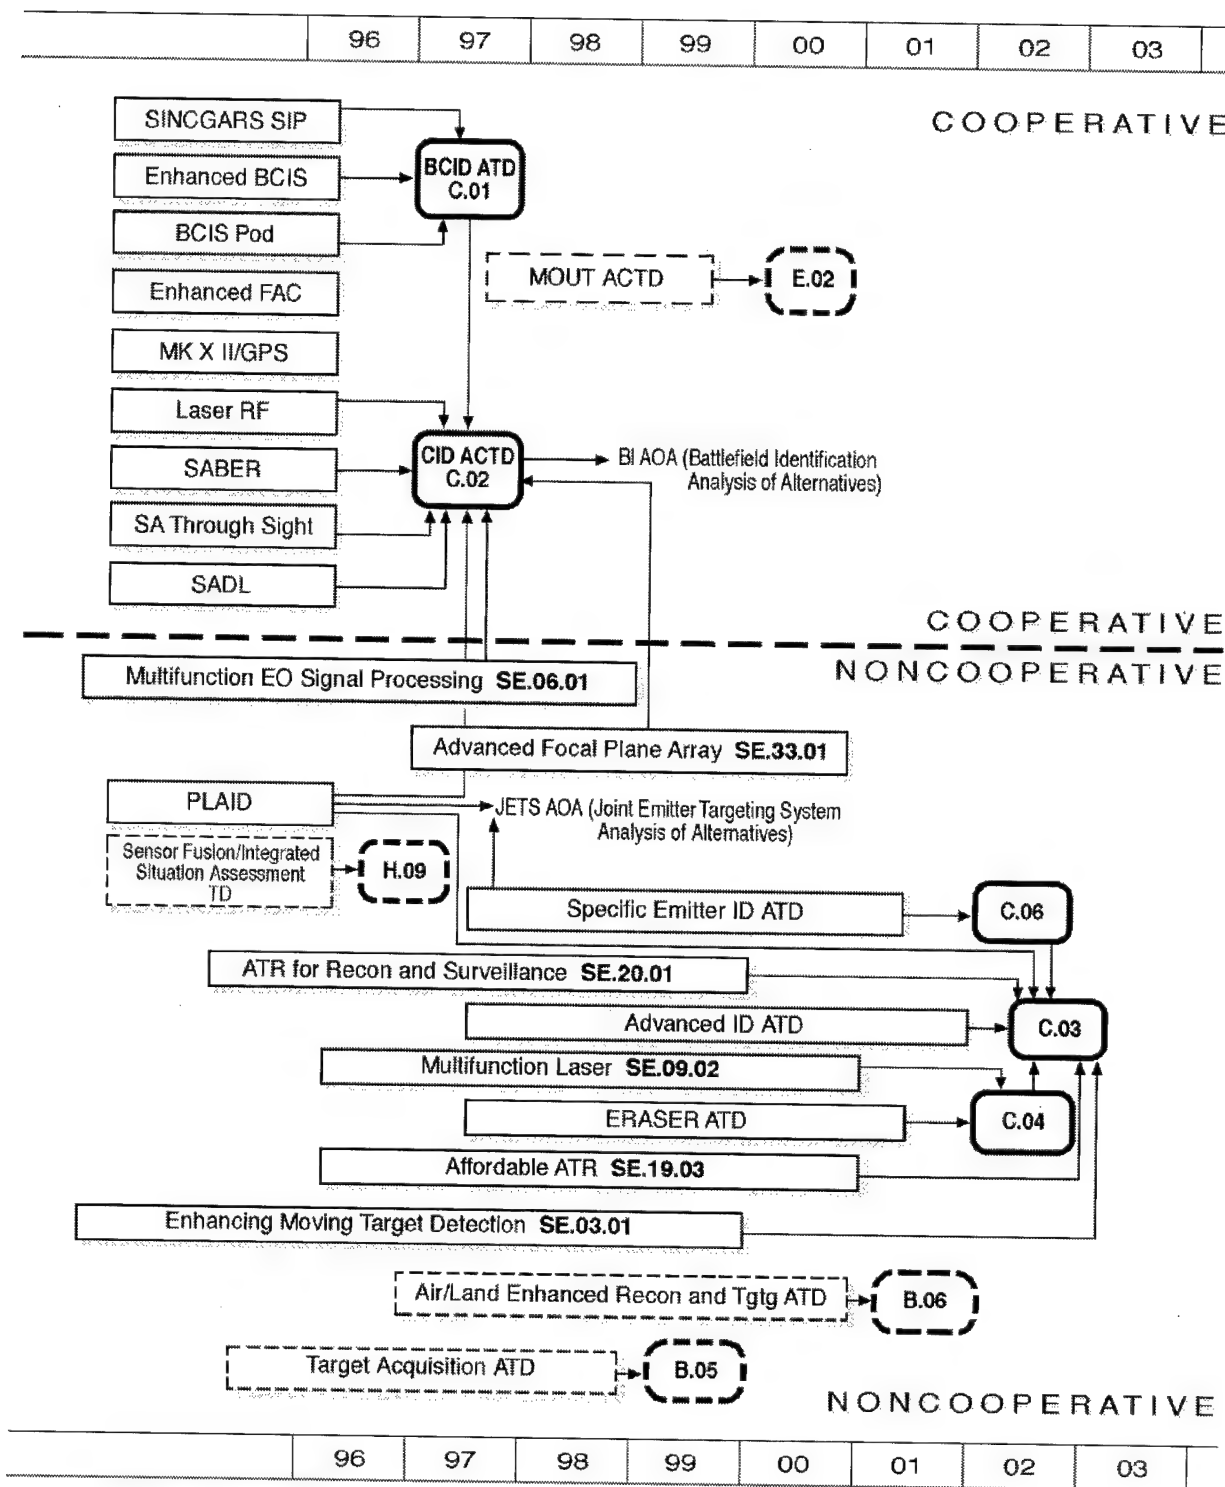 96 97 98 99 00 01 02 03
COOPERATIVE
SINCGARS SIP
BCID ATD
C.01
Enhanced BCIS
BCIS Pod
MOUT ACTD
E.02
Enhanced FAC
MK X II/GPS
Laser RF
CID ACTD
C.02
BI AOA (Battlefield Identification
Analysis of Alternatives)
SABER
SA Through Sight
SADL
COOPERATIVE
NONCOOPERATIVE
Multifunction EO Signal Processing SE.06.01
Advanced Focal Plane Array SE.33.01
PLAID
JETS AOA (Joint Emitter Targeting System
Analysis of Alternatives)
Sensor Fusion/Integrated
Situation Assessment
TD
H.09
Specific Emitter ID ATD
C.06
ATR for Recon and Surveillance SE.20.01
Advanced ID ATD
C.03
Multifunction Laser SE.09.02
ERASER ATD
C.04
Affordable ATR SE.19.03
Enhancing Moving Target Detection SE.03.01
Air/Land Enhanced Recon and Tgtg ATD
B.06
Target Acquisition ATD
B.05
NONCOOPERATIVE
96 97 98 99 00 01 02 03